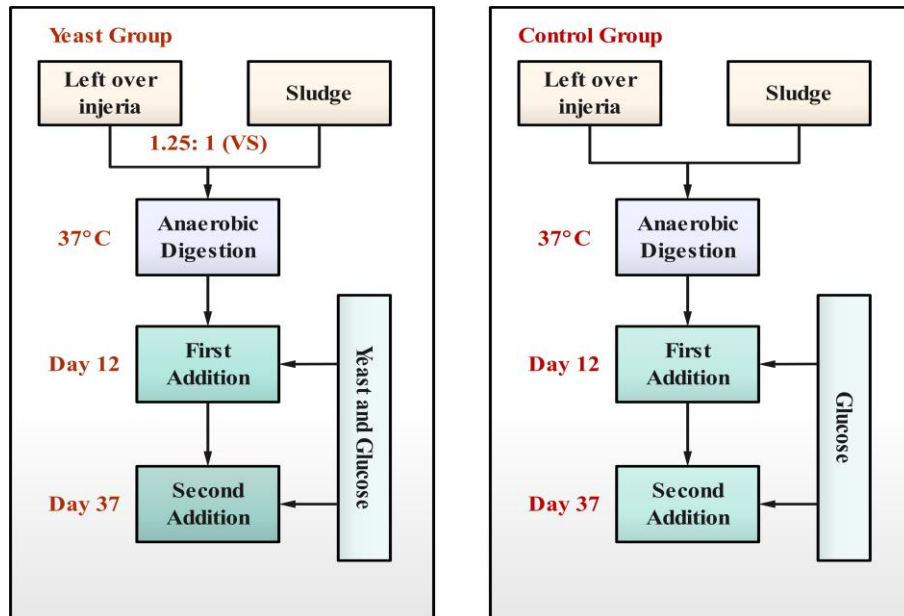 Yeast Group
Left over
injeria
Sludge
1.25: 1 (VS)
37°C
Anaerobic
Digestion
Day 12
First
Addition
Yeast and Glucose
Day 37
Second
Addition
Control Group
Left over
injeria
Sludge
37°C
Anaerobic
Digestion
Day 12
First
Addition
Glucose
Day 37
Second
Addition